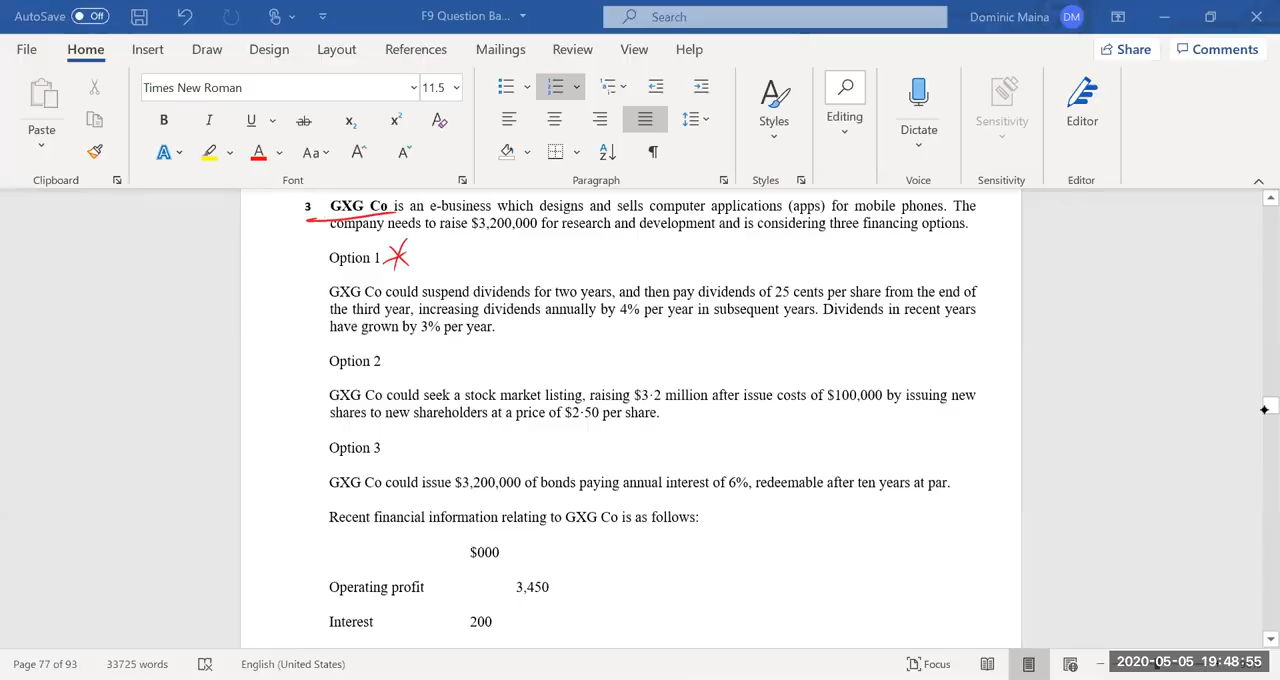 AutoSave Off F9 Question Ba... Search Dominic Maina DM
File Home Insert Draw Design Layout References Mailings Review View Help Share Comments
Times New Roman 11.5
Paste Styles Editing Dictate Sensitivity Editor
Clipboard Font Paragraph Styles Voice Sensitivity Editor
3 GXG Co is an e-business which designs and sells computer applications (apps) for mobile phones. The
company needs to raise $3,200,000 for research and development and is considering three financing options.
Option 1
GXG Co could suspend dividends for two years, and then pay dividends of 25 cents per share from the end of
the third year, increasing dividends annually by 4% per year in subsequent years. Dividends in recent years
have grown by 3% per year.
Option 2
GXG Co could seek a stock market listing, raising $3·2 million after issue costs of $100,000 by issuing new
shares to new shareholders at a price of $2·50 per share.
Option 3
GXG Co could issue $3,200,000 of bonds paying annual interest of 6%, redeemable after ten years at par.
Recent financial information relating to GXG Co is as follows:
$000
Operating profit 3,450
Interest 200
Page 77 of 93 33725 words English (United States) Focus 2020-05-05 19:48:55